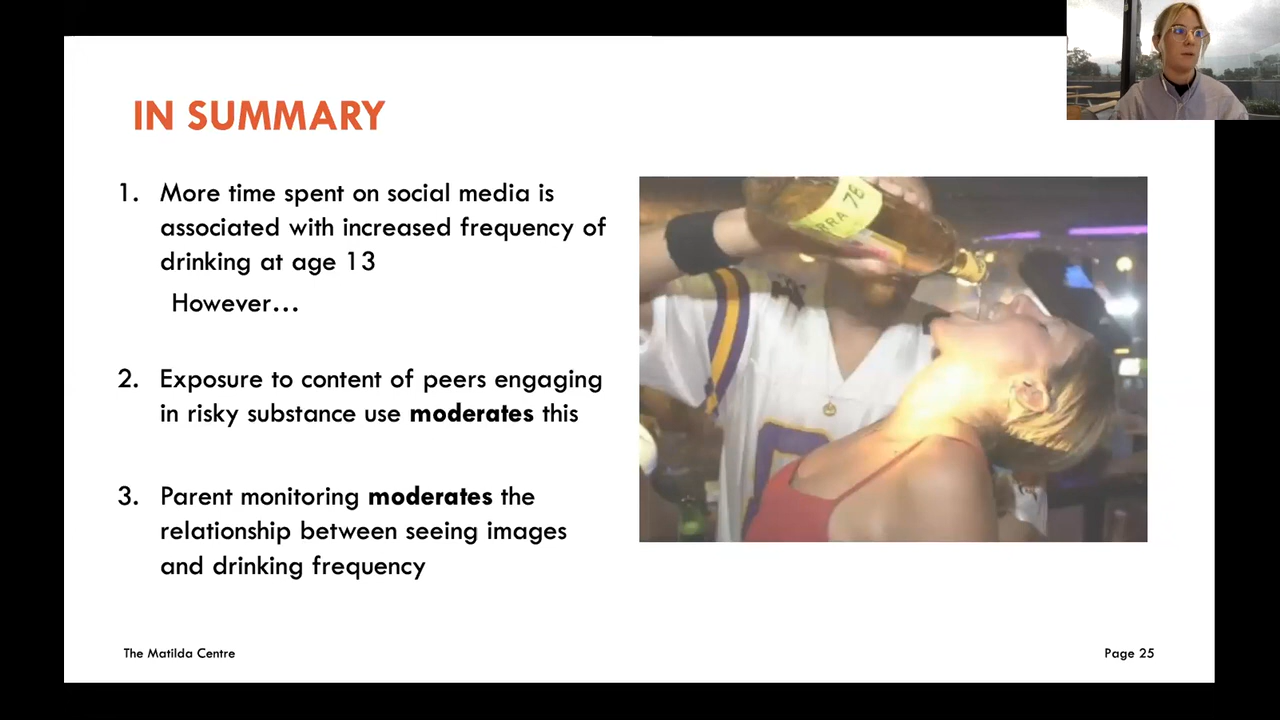 IN SUMMARY
1. More time spent on social media is
associated with increased frequency of
drinking at age 13
However...
2. Exposure to content of peers engaging
in risky substance use moderates this
3. Parent monitoring moderates the
relationship between seeing images
and drinking frequency
RRA 76
The Matilda Centre
Page 25